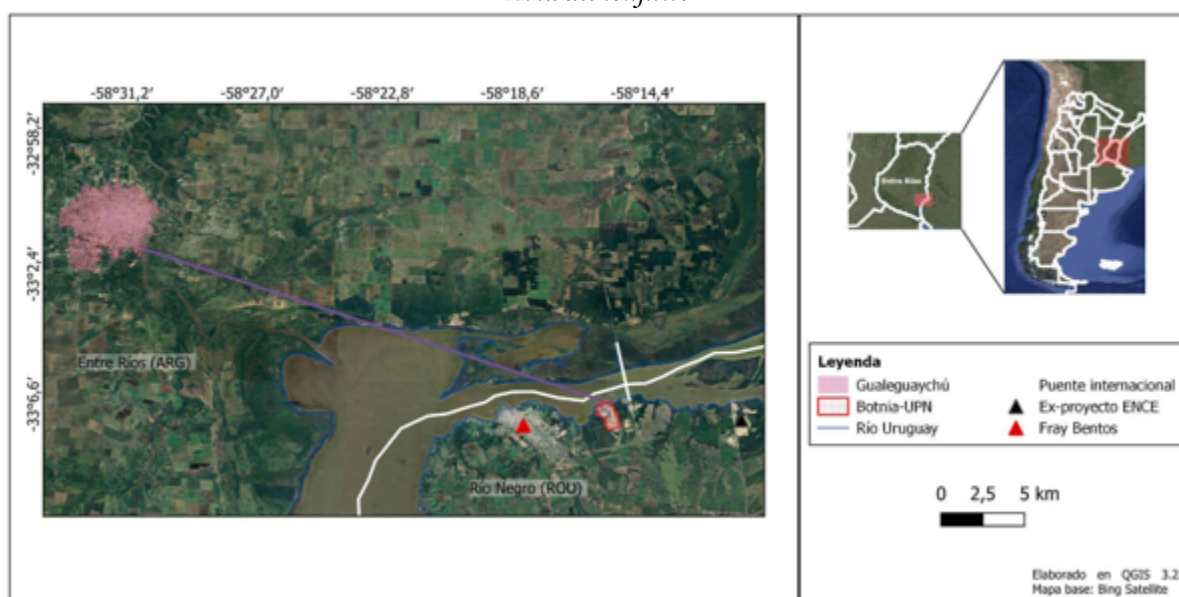 -58°31,2′ -58°27,0′ -58°22,8′ -58°18,6′ -58°14,4′
-32°58,2′
-33°2,4′
-33°6,6′
Entre Ríos (ARG)
Río Negro (ROU)
Entre Ríos
Leyenda
Gualeguaychú
Puente internacional
Botnia-UPN
Ex-proyecto ENCE
Río Uruguay
Fray Bentos
0 2,5 5 km
Elaborado en QGIS 3.2
Mapa base: Bing Satellite